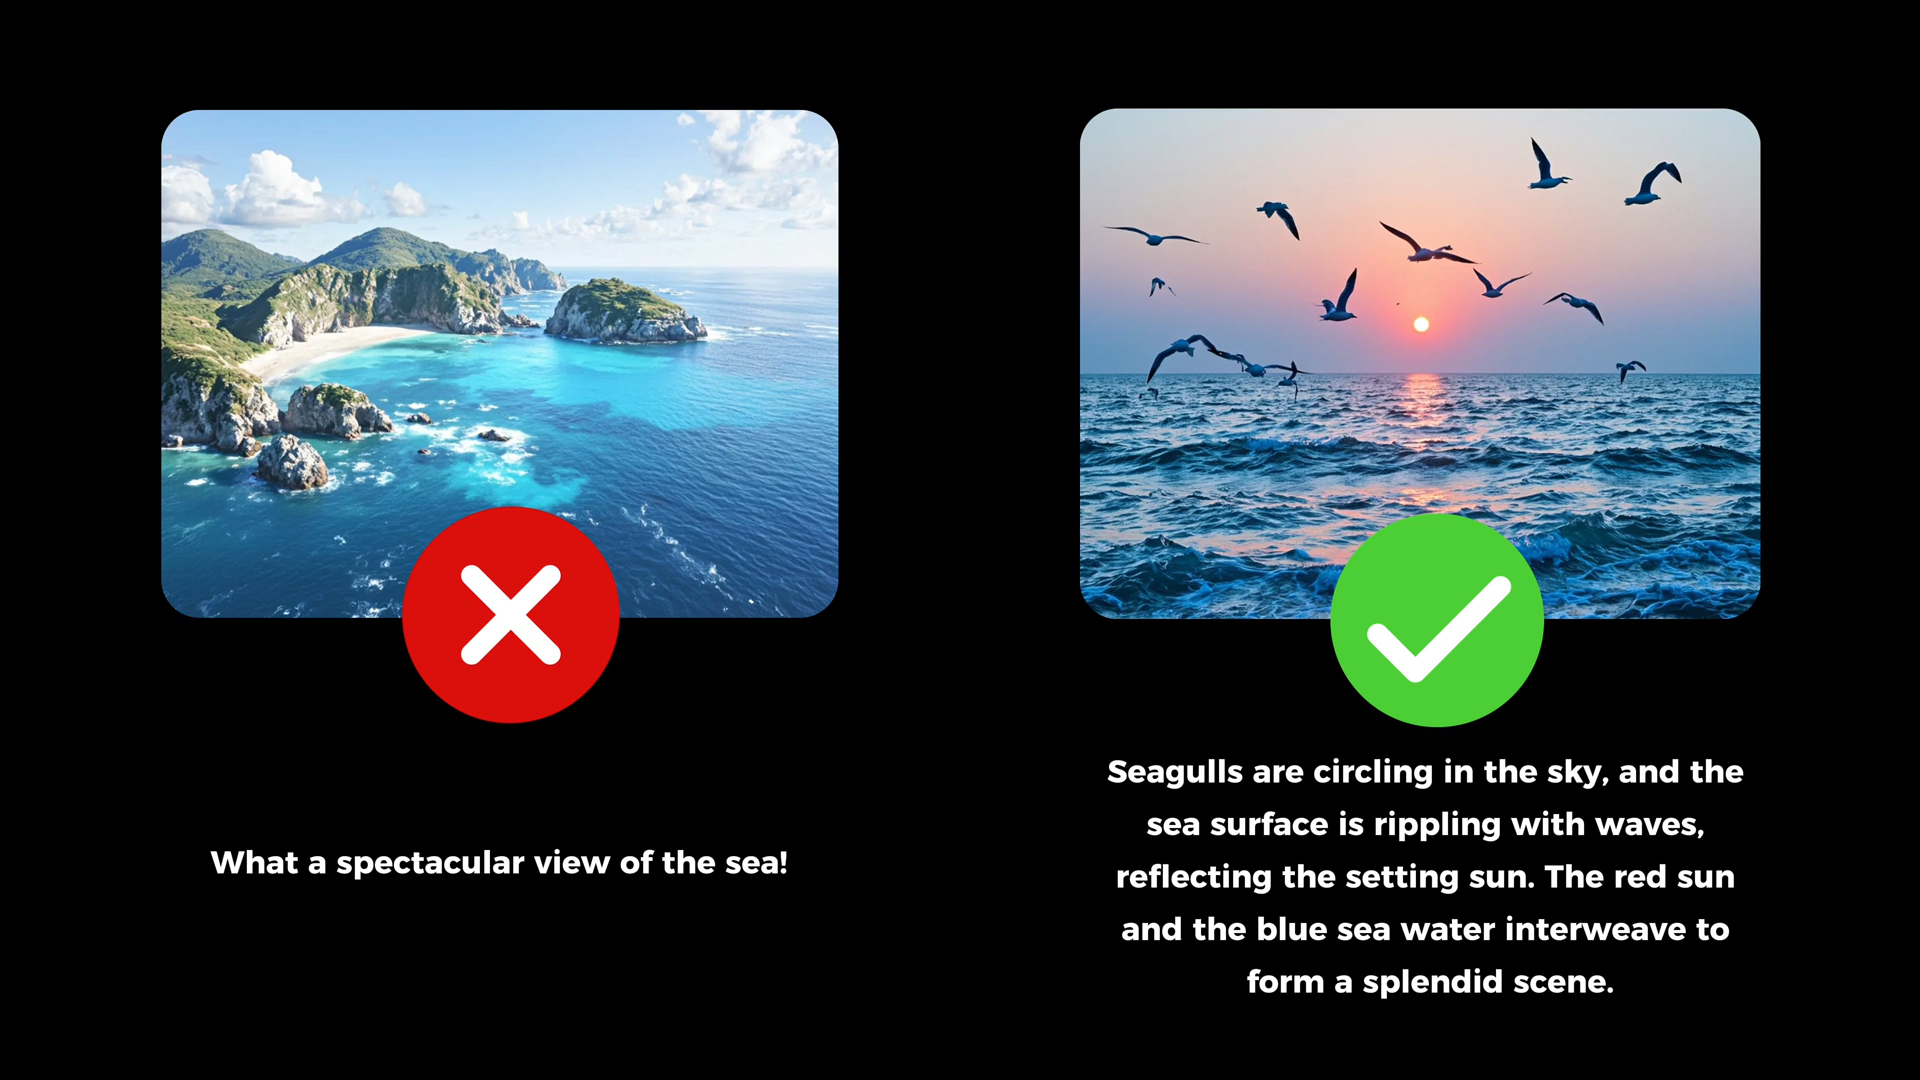 What a spectacular view of the sea!
Seagulls are circling in the sky, and the
sea surface is rippling with waves,
reflecting the setting sun. The red sun
and the blue sea water interweave to
form a splendid scene.